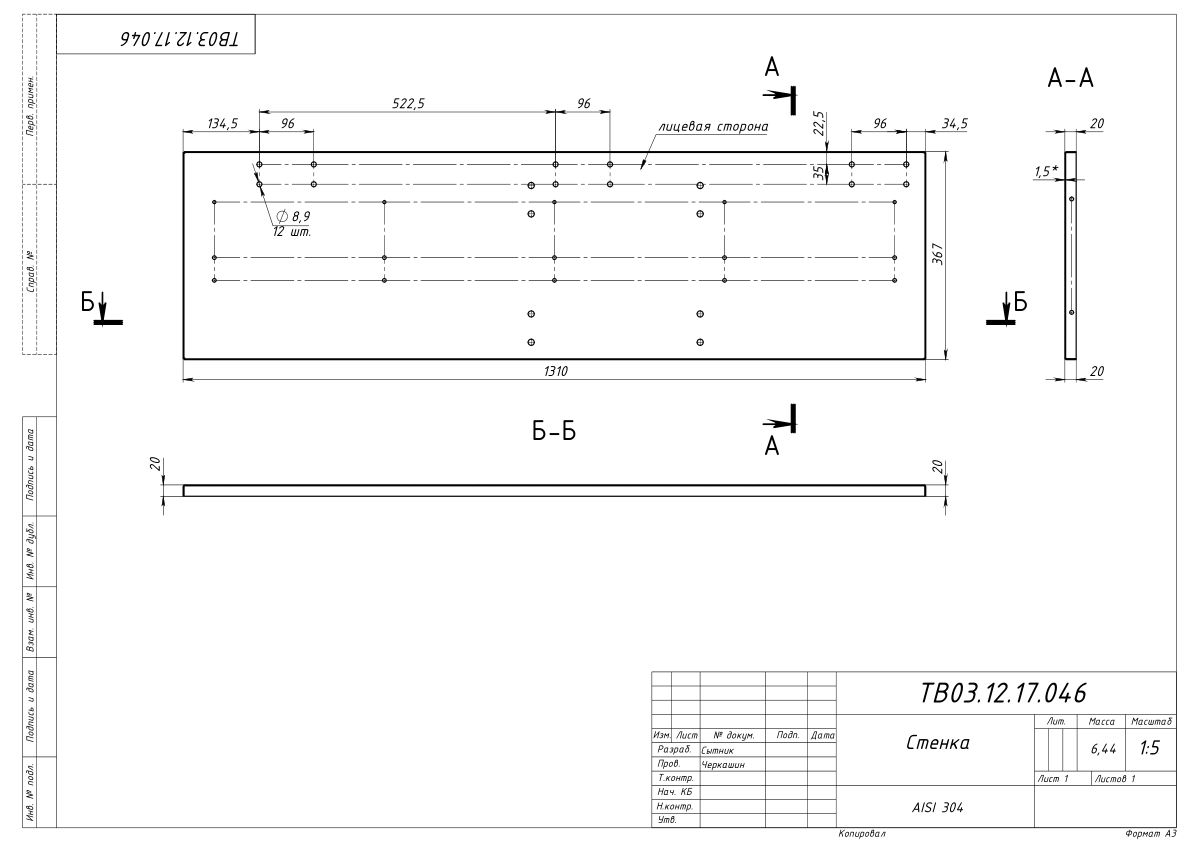 ТВ03.12.17.046
Перв. примен.
Справ. №
Подпись и дата
Инв. № дубл.
Взам. инв. №
Подпись и дата
Инв. № подл.
А
А-А
522,5
96
134,5
96
лицевая сторона
22,5
96
34,5
20
35
1,5*
⌀ 8,9
12 шт.
367
Б
Б
1310
20
Б-Б
А
20
20
ТВ03.12.17.046
Изм. Лист № докум. Подп. Дата
Разраб. Сытник
Пров. Черкашин
Т.контр.
Нач. КБ
Н.контр.
Утв.
Стенка
Лит. Масса Масштаб
6,44 1:5
Лист 1 Листов 1
AISI 304
Копировал Формат А3